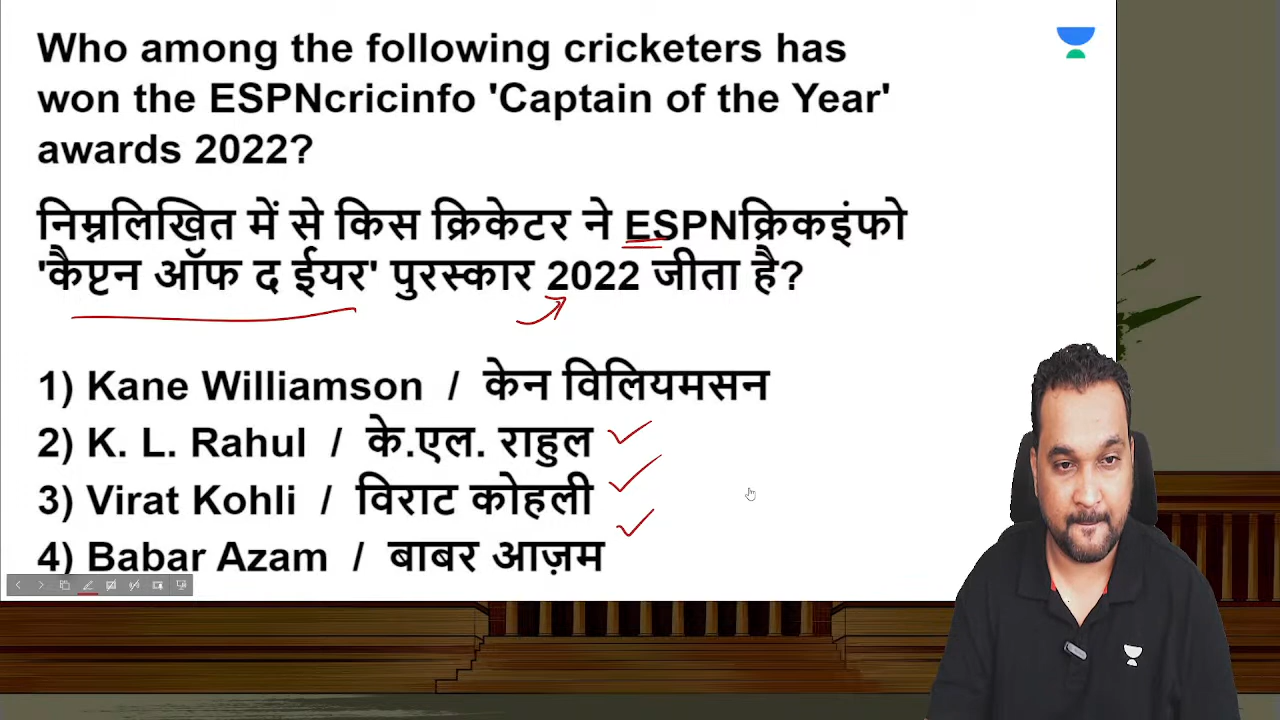 Who among the following cricketers has
won the ESPNcricinfo 'Captain of the Year'
awards 2022?
निम्नलिखित में से किस क्रिकेटर ने ESPNक्रिकइंफो
'कैप्टन ऑफ द ईयर' पुरस्कार 2022 जीता है?
1) Kane Williamson / केन विलियमसन
2) K. L. Rahul / के.एल. राहुल
3) Virat Kohli / विराट कोहली
4) Babar Azam / बाबर आज़म